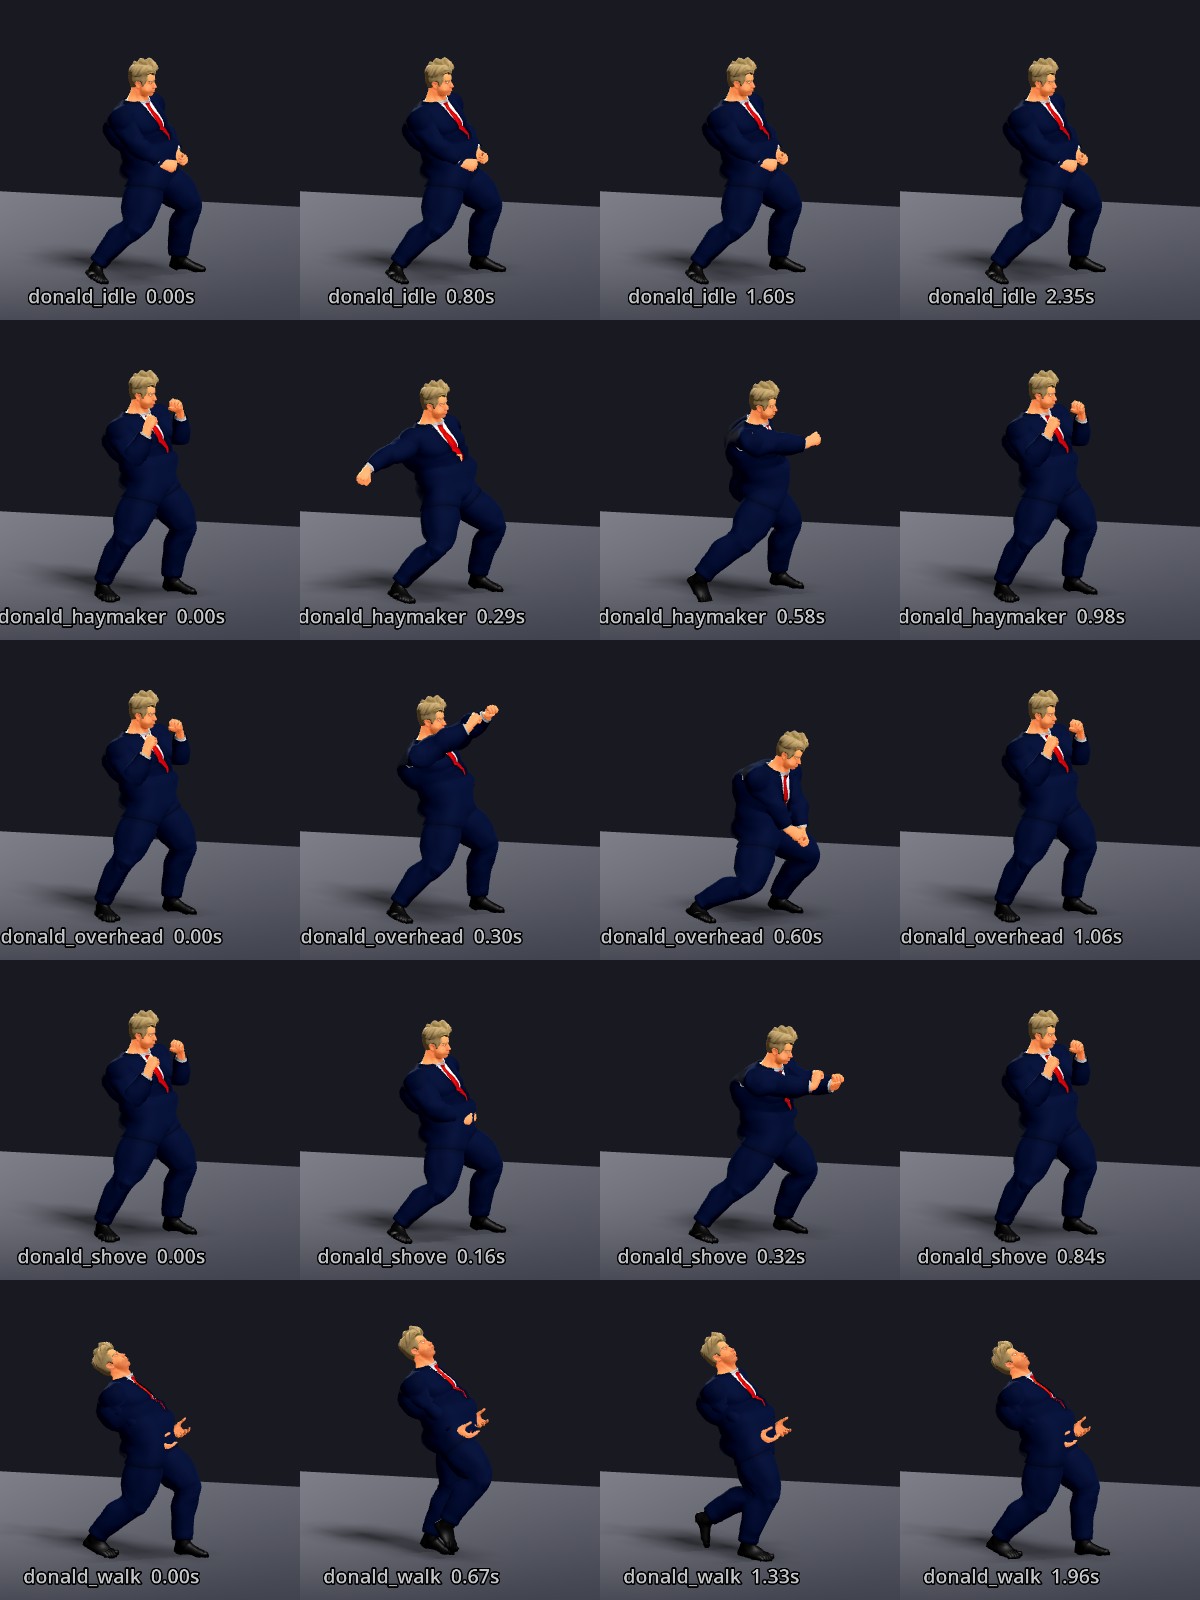 donald_idle 0.00s
donald_idle 0.80s
donald_idle 1.60s
donald_idle 2.35s
donald_haymaker 0.00s
donald_haymaker 0.29s
donald_haymaker 0.58s
donald_haymaker 0.98s
donald_overhead 0.00s
donald_overhead 0.30s
donald_overhead 0.60s
donald_overhead 1.06s
donald_shove 0.00s
donald_shove 0.16s
donald_shove 0.32s
donald_shove 0.84s
donald_walk 0.00s
donald_walk 0.67s
donald_walk 1.33s
donald_walk 1.96s